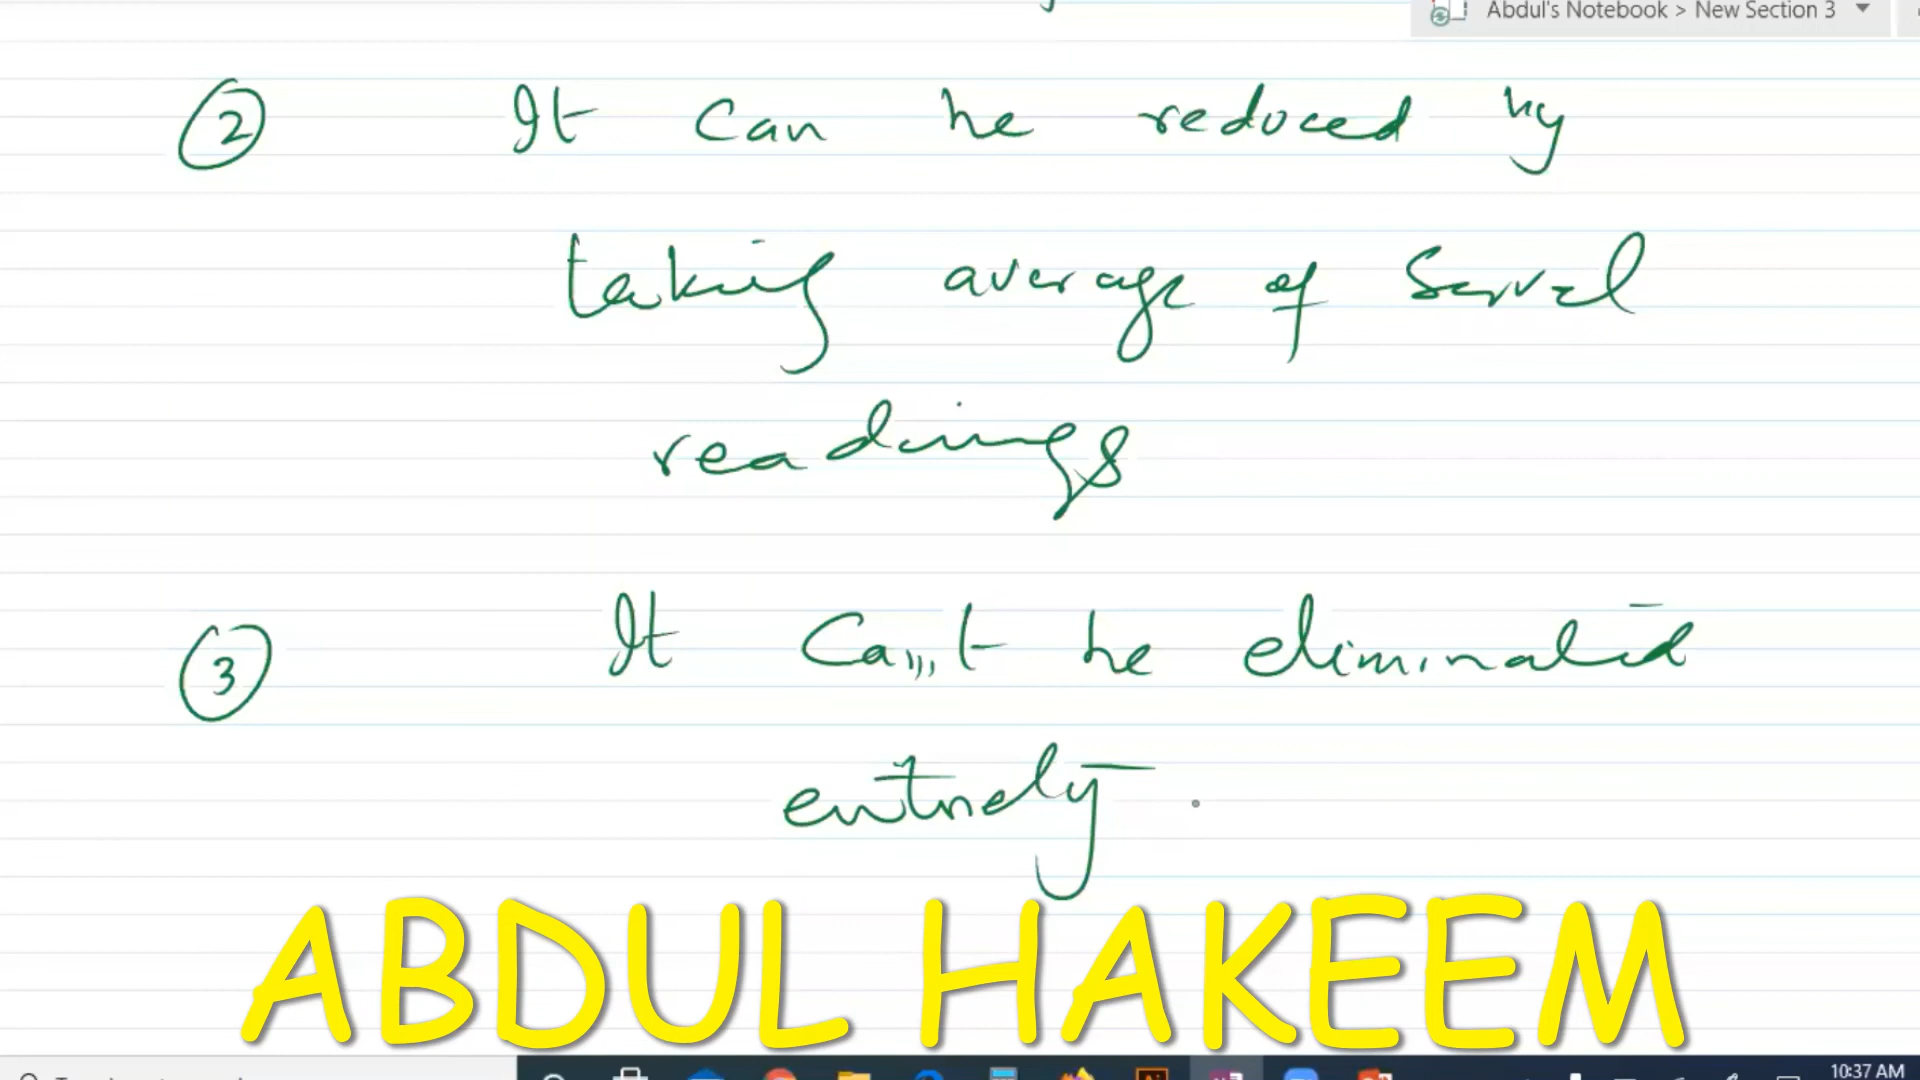 Abdul's Notebook > New Section 3
② It can be reduced by
taking average of serval
readings
③ It can't be eliminated
entirely.
ABDUL HAKEEM
10:37 AM